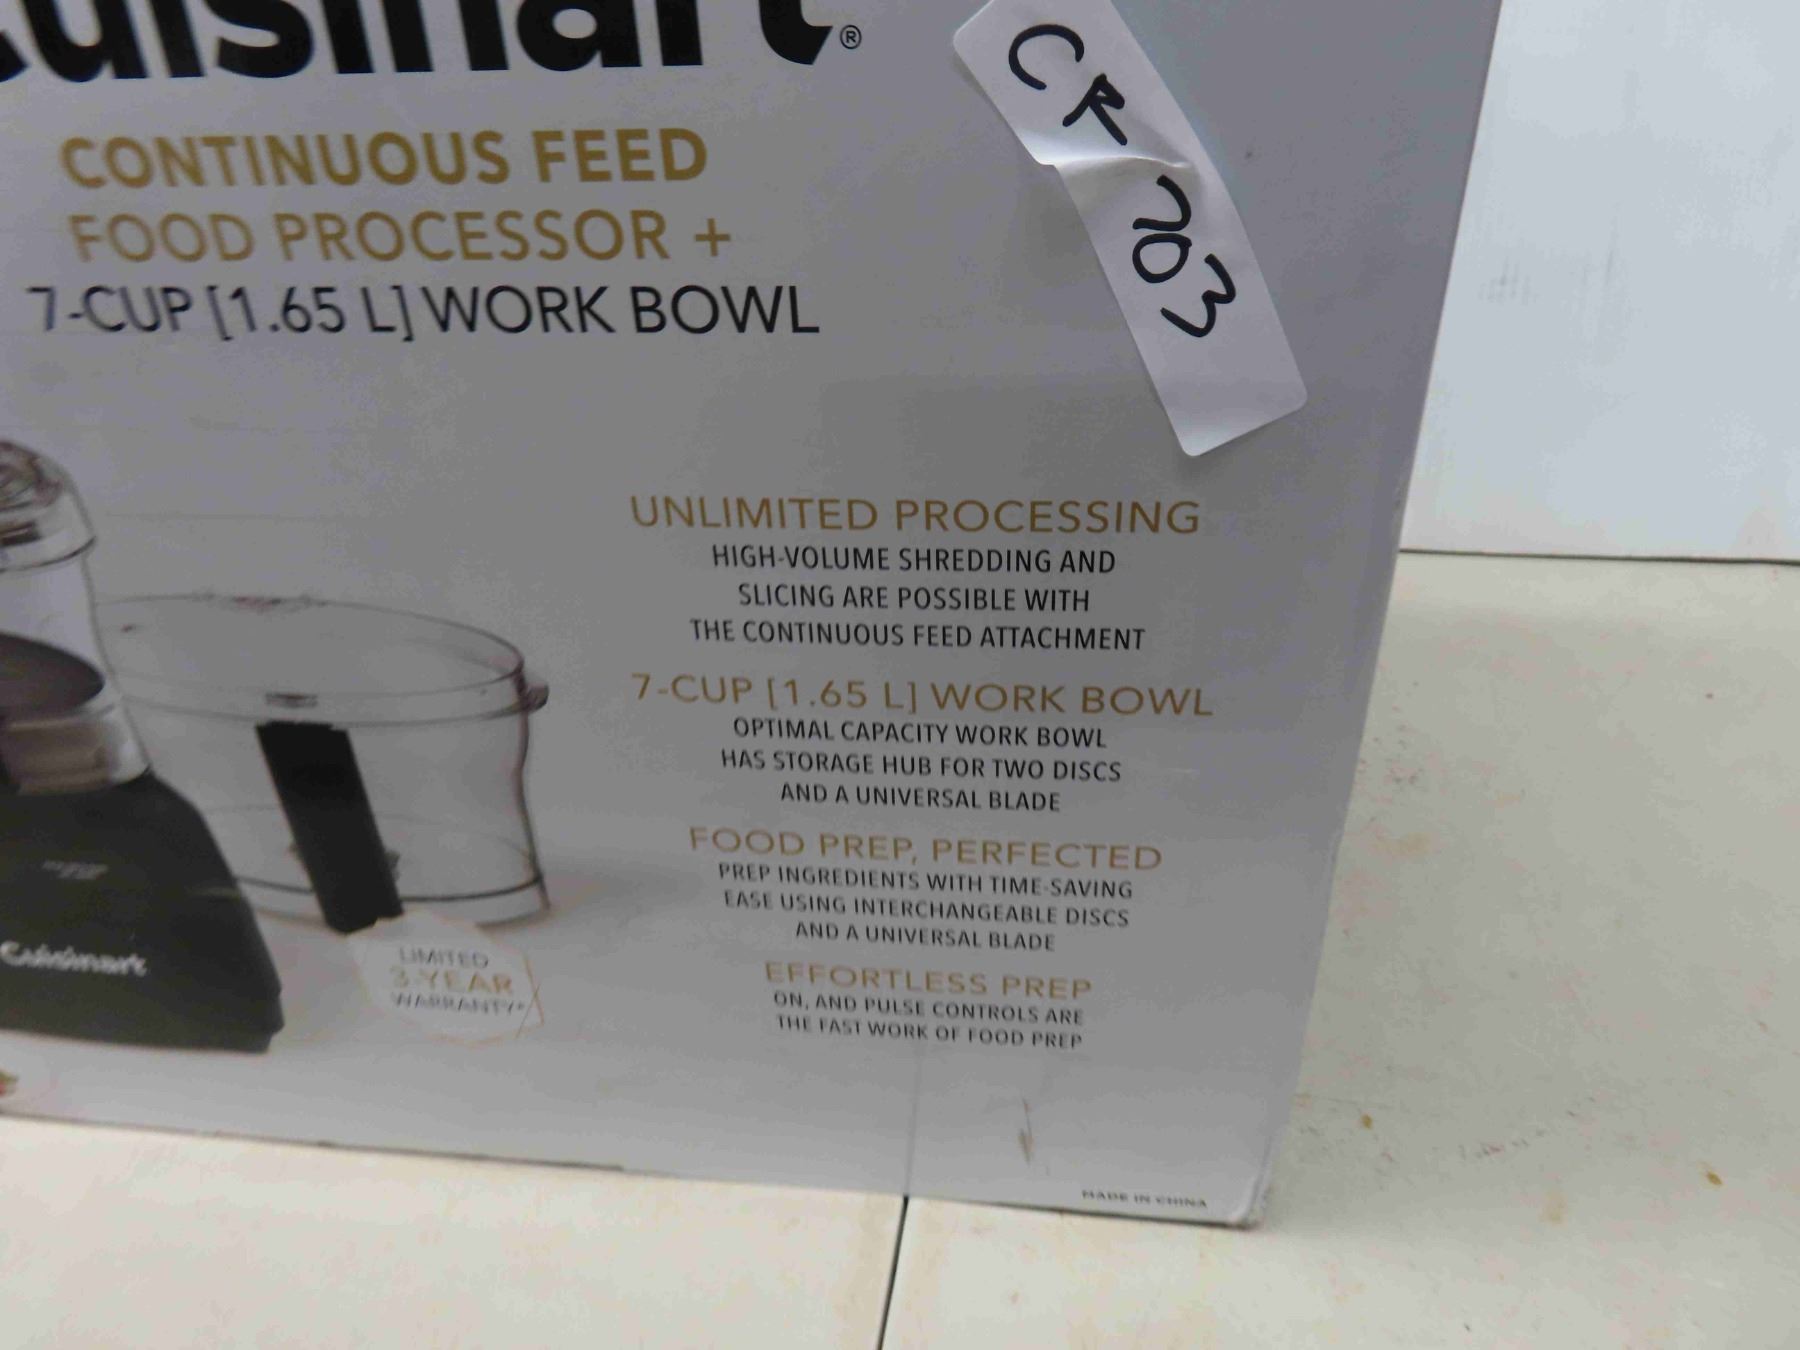 Cuisinart®
CONTINUOUS FEED
FOOD PROCESSOR +
7-CUP [1.65 L] WORK BOWL
CR
703
UNLIMITED PROCESSING
HIGH-VOLUME SHREDDING AND
SLICING ARE POSSIBLE WITH
THE CONTINUOUS FEED ATTACHMENT
7-CUP [1.65 L] WORK BOWL
OPTIMAL CAPACITY WORK BOWL
HAS STORAGE HUB FOR TWO DISCS
AND A UNIVERSAL BLADE
FOOD PREP, PERFECTED
PREP INGREDIENTS WITH TIME-SAVING
EASE USING INTERCHANGEABLE DISCS
AND A UNIVERSAL BLADE
EFFORTLESS PREP
ON, AND PULSE CONTROLS ARE
THE FAST WORK OF FOOD PREP
Cuisinart
LIMITED
3-YEAR
WARRANTY*
MADE IN CHINA